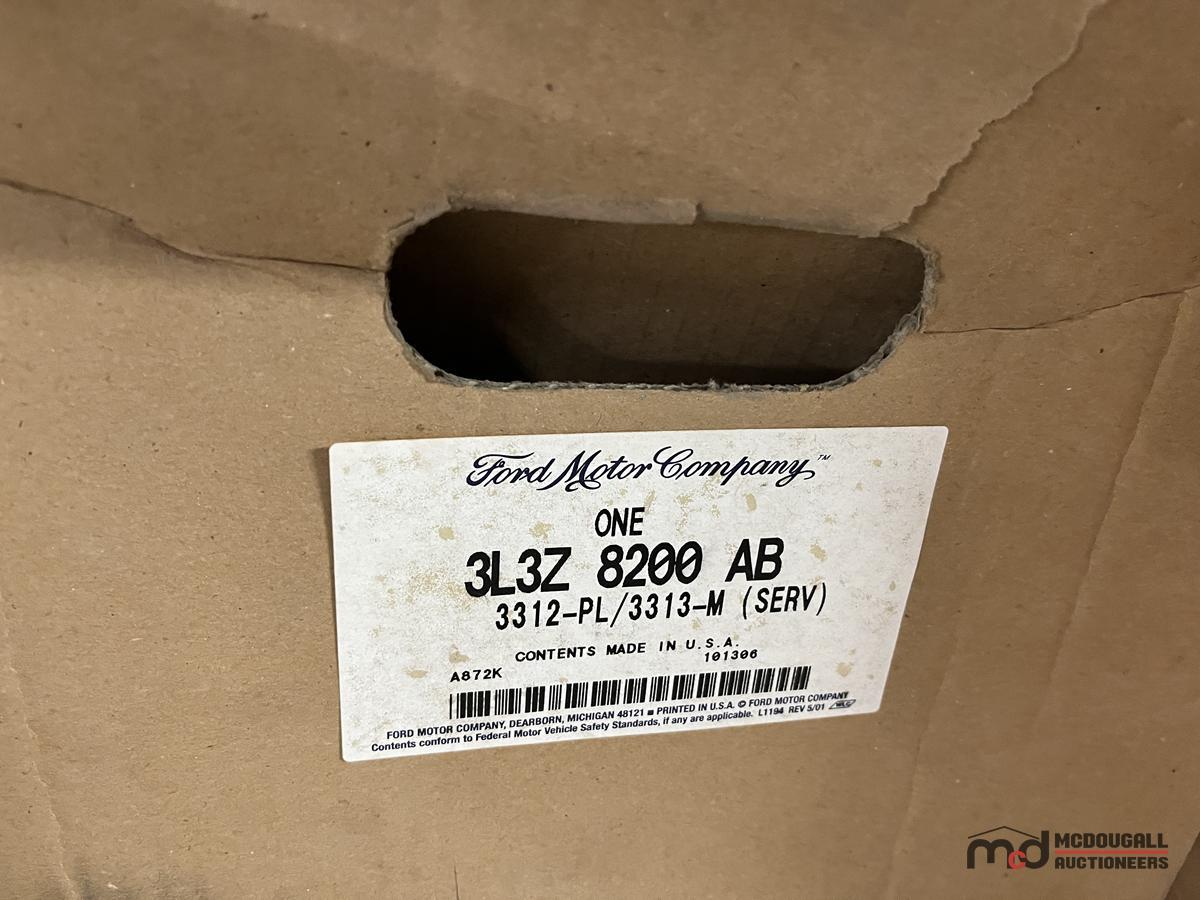 Ford Motor Company™
ONE
3L3Z 8200 AB
3312-PL/3313-M (SERV)
CONTENTS MADE IN U.S.A.
A872K 101306
FORD MOTOR COMPANY, DEARBORN, MICHIGAN 48121 ■ PRINTED IN U.S.A. © FORD MOTOR COMPANY
Contents conform to Federal Motor Vehicle Safety Standards, if any are applicable. L1194 REV 5/01
mcd MCDOUGALL
AUCTIONEERS